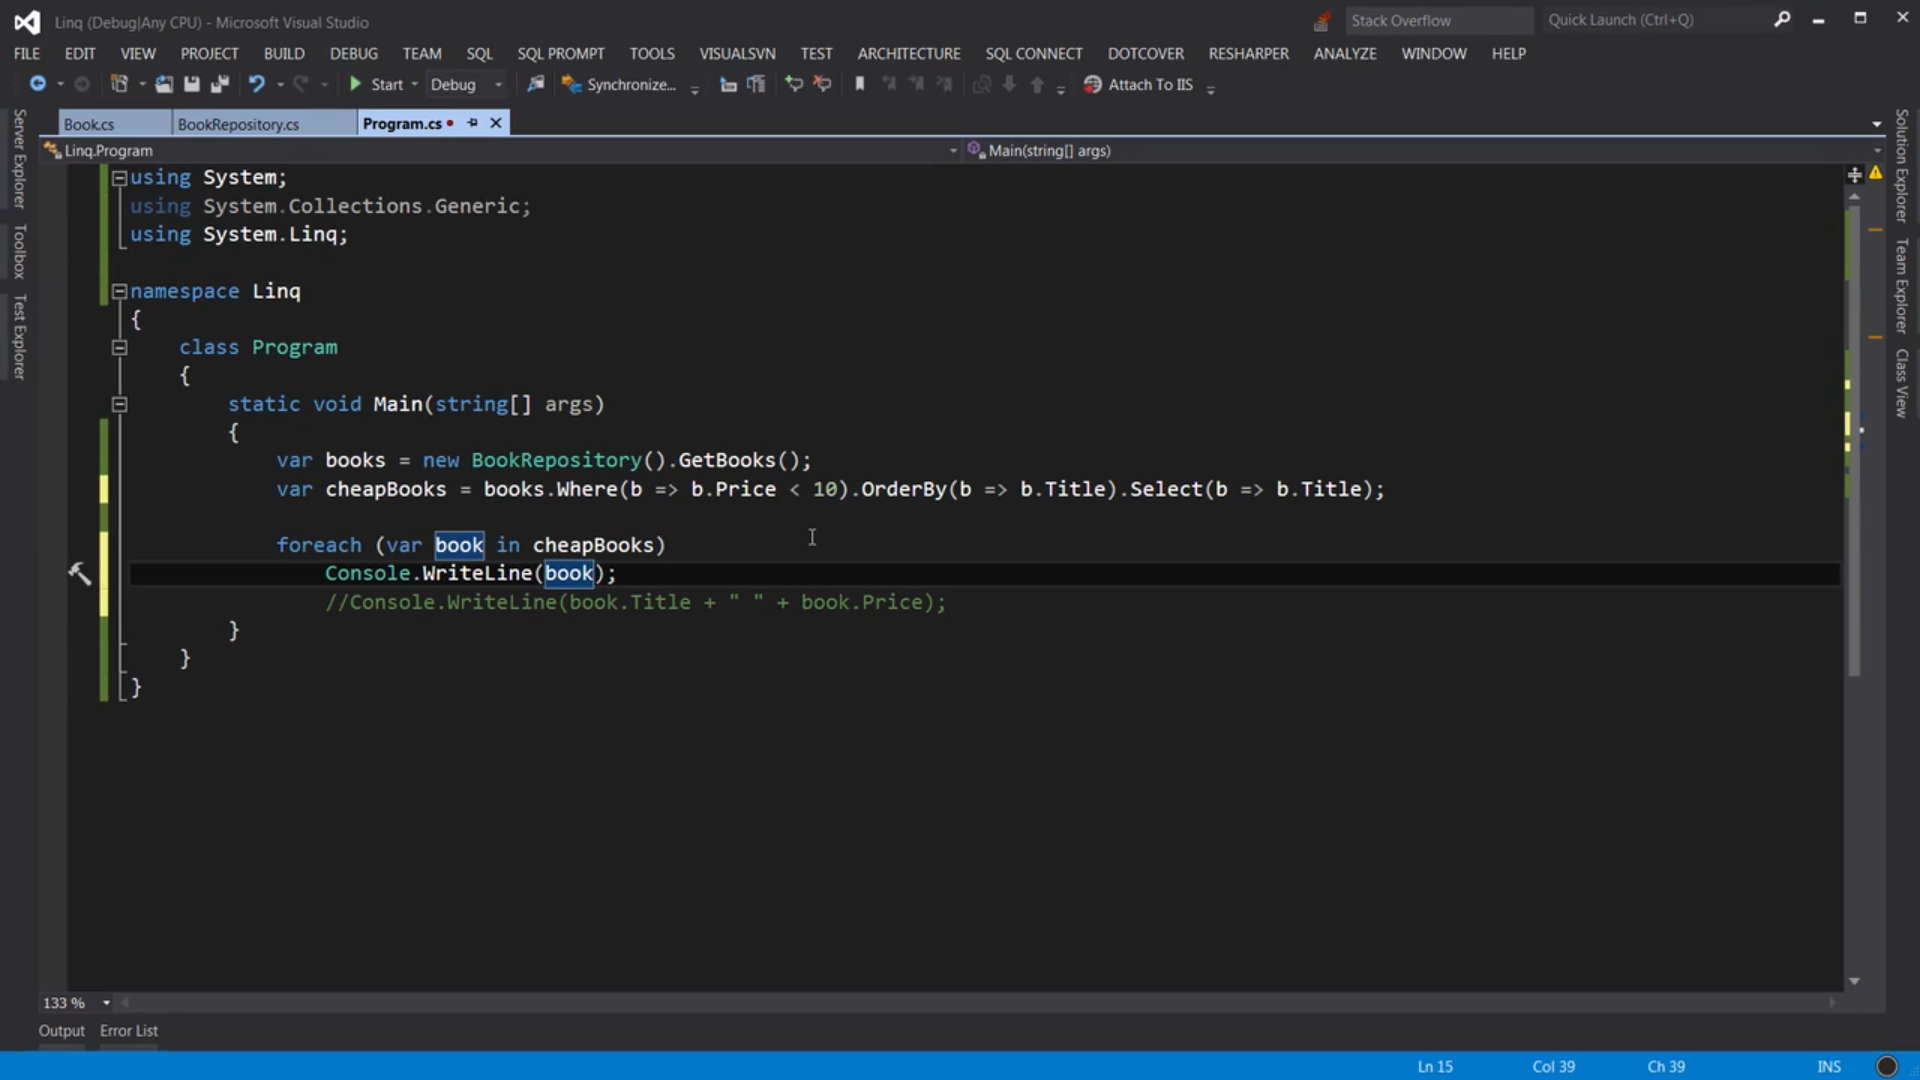 Linq (Debug|Any CPU) - Microsoft Visual Studio
Stack Overflow
Quick Launch (Ctrl+Q)
FILE EDIT VIEW PROJECT BUILD DEBUG TEAM SQL SQL PROMPT TOOLS VISUALSVN TEST ARCHITECTURE SQL CONNECT DOTCOVER RESHARPER ANALYZE WINDOW HELP
Start Debug Synchronize... Attach To IIS
Server Explorer
Toolbox
Test Explorer
Book.cs BookRepository.cs Program.cs
Linq.Program Main(string[] args)
using System;
using System.Collections.Generic;
using System.Linq;
namespace Linq
{
class Program
{
static void Main(string[] args)
{
var books = new BookRepository().GetBooks();
var cheapBooks = books.Where(b => b.Price < 10).OrderBy(b => b.Title).Select(b => b.Title);
foreach (var book in cheapBooks)
Console.WriteLine(book);
//Console.WriteLine(book.Title + " " + book.Price);
}
}
}
Solution Explorer
Team Explorer
Class View
133 %
Output Error List
Ln 15 Col 39 Ch 39 INS